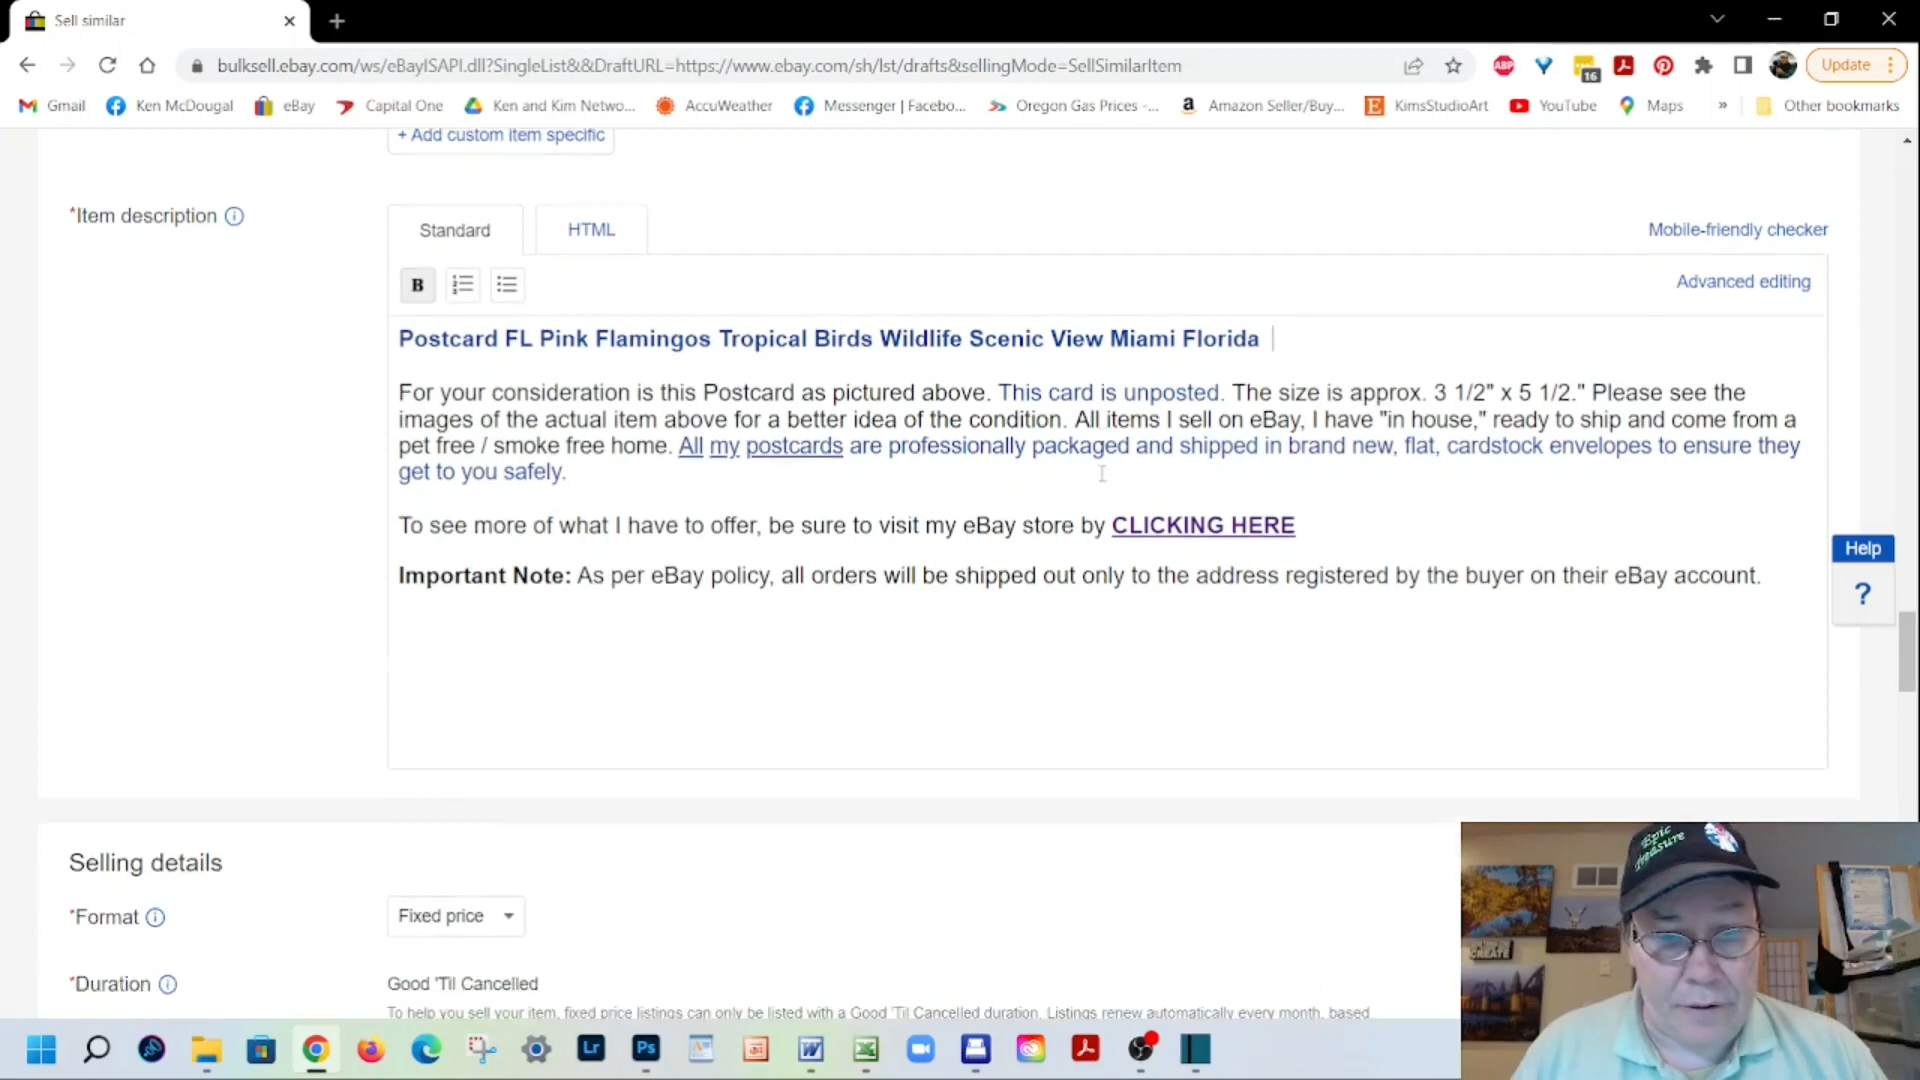 Sell similar
bulksell.ebay.com/ws/eBayISAPI.dll?SingleList&&DraftURL=https://www.ebay.com/sh/lst/drafts&sellingMode=SellSimilarItem
ABP
16
Update
Gmail
Ken McDougal
eBay
Capital One
Ken and Kim Netwo...
AccuWeather
Messenger | Facebo...
Oregon Gas Prices -...
Amazon Seller/Buy...
KimsStudioArt
YouTube
Maps
»
Other bookmarks
+ Add custom item specific
*Item description
Standard
HTML
Mobile-friendly checker
B
Advanced editing
Postcard FL Pink Flamingos Tropical Birds Wildlife Scenic View Miami Florida
For your consideration is this Postcard as pictured above. This card is unposted. The size is approx. 3 1/2" x 5 1/2." Please see the
images of the actual item above for a better idea of the condition. All items I sell on eBay, I have "in house," ready to ship and come from a
pet free / smoke free home. All my postcards are professionally packaged and shipped in brand new, flat, cardstock envelopes to ensure they
get to you safely.
To see more of what I have to offer, be sure to visit my eBay store by CLICKING HERE
Important Note: As per eBay policy, all orders will be shipped out only to the address registered by the buyer on their eBay account.
Help
?
Selling details
*Format
Fixed price
*Duration
Good 'Til Cancelled
To help you sell your item, fixed price listings can only be listed with a Good 'Til Cancelled duration. Listings renew automatically every month, based
Epic
Treasure
CREATE
Lr
Ps